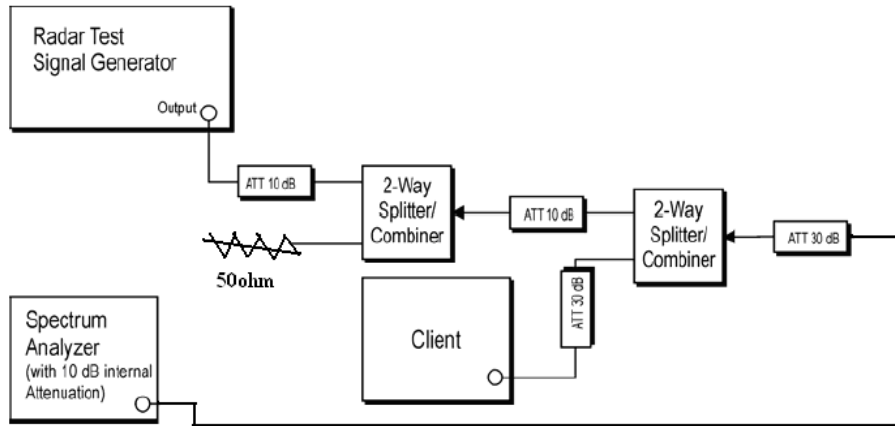 Radar Test
Signal Generator
Output
ATT 10 dB
2-Way
Splitter/
Combiner
ATT 10 dB
2-Way
Splitter/
Combiner
ATT 30 dB
50ohm
ATT 30 dB
Client
Spectrum
Analyzer
(with 10 dB internal
Attenuation)